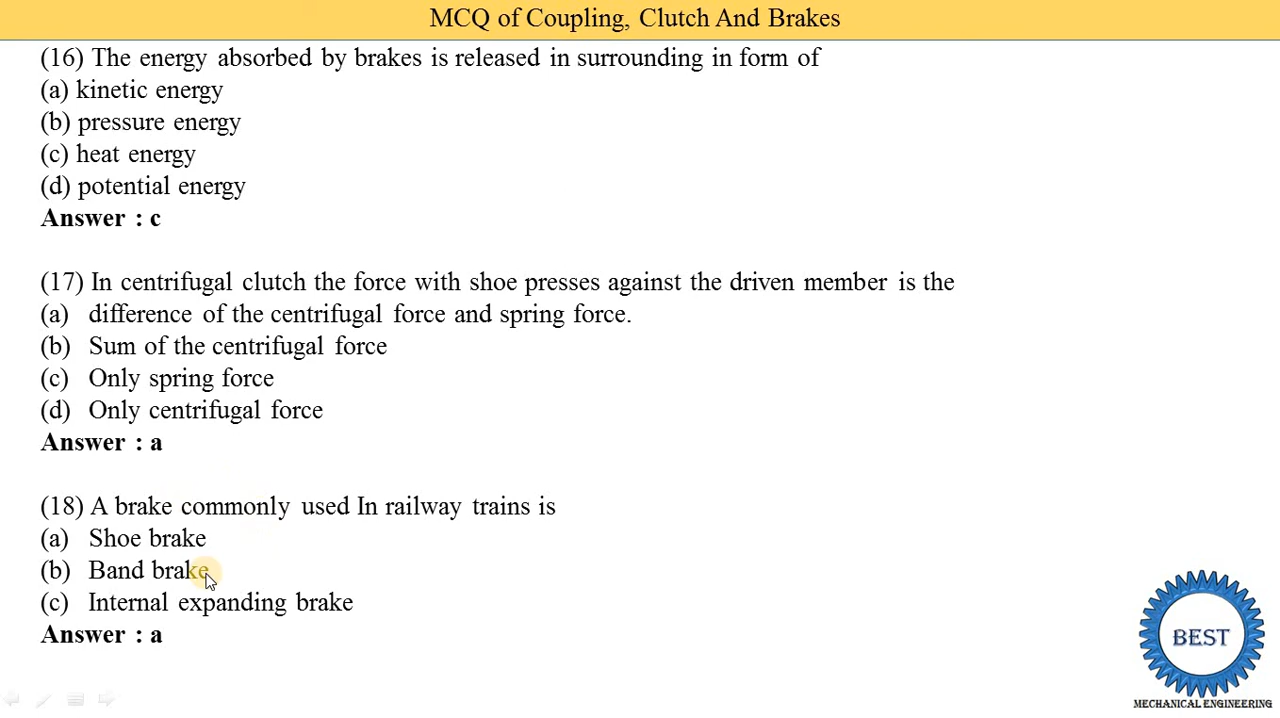 MCQ of Coupling, Clutch And Brakes
(16) The energy absorbed by brakes is released in surrounding in form of
(a) kinetic energy
(b) pressure energy
(c) heat energy
(d) potential energy
Answer : c
(17) In centrifugal clutch the force with shoe presses against the driven member is the
(a) difference of the centrifugal force and spring force.
(b) Sum of the centrifugal force
(c) Only spring force
(d) Only centrifugal force
Answer : a
(18) A brake commonly used In railway trains is
(a) Shoe brake
(b) Band brake
(c) Internal expanding brake
Answer : a
BEST
MECHANICAL ENGINEERING